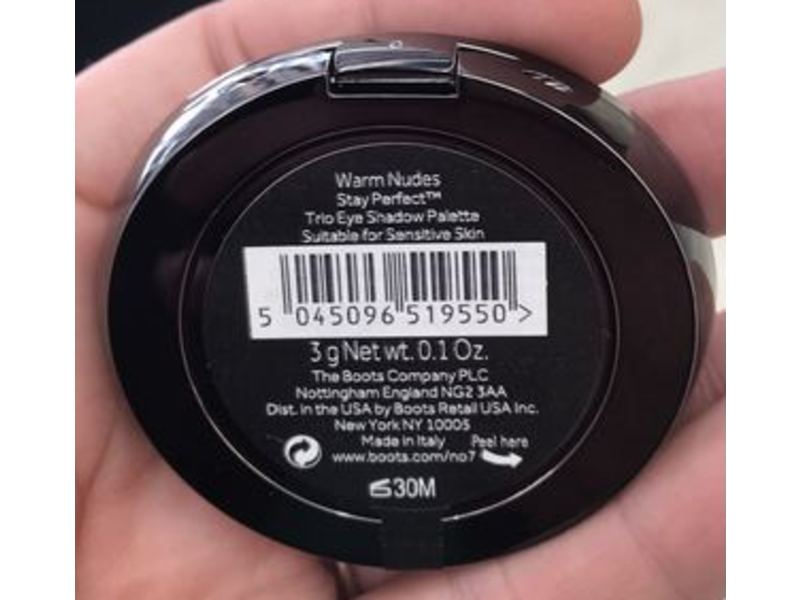 Warm Nudes
Stay Perfect™
Trio Eye Shadow Palette
Suitable for Sensitive Skin
5 045096 519550 >
3 g Net wt. 0.1 Oz.
The Boots Company PLC
Nottingham England NG2 3AA
Dist. in the USA by Boots Retail USA Inc.
New York NY 10005
Made in Italy Peel here
www.boots.com/no7
30M